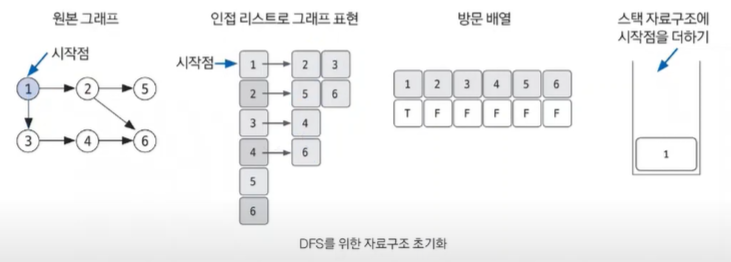 원본 그래프
시작점
1
2
5
3
4
6
인접 리스트로 그래프 표현
시작점
1 2 3
2 5 6
3 4
4 6
5
6
방문 배열
1 2 3 4 5 6
T F F F F F
스택 자료구조에
시작점을 더하기
1
DFS를 위한 자료구조 초기화